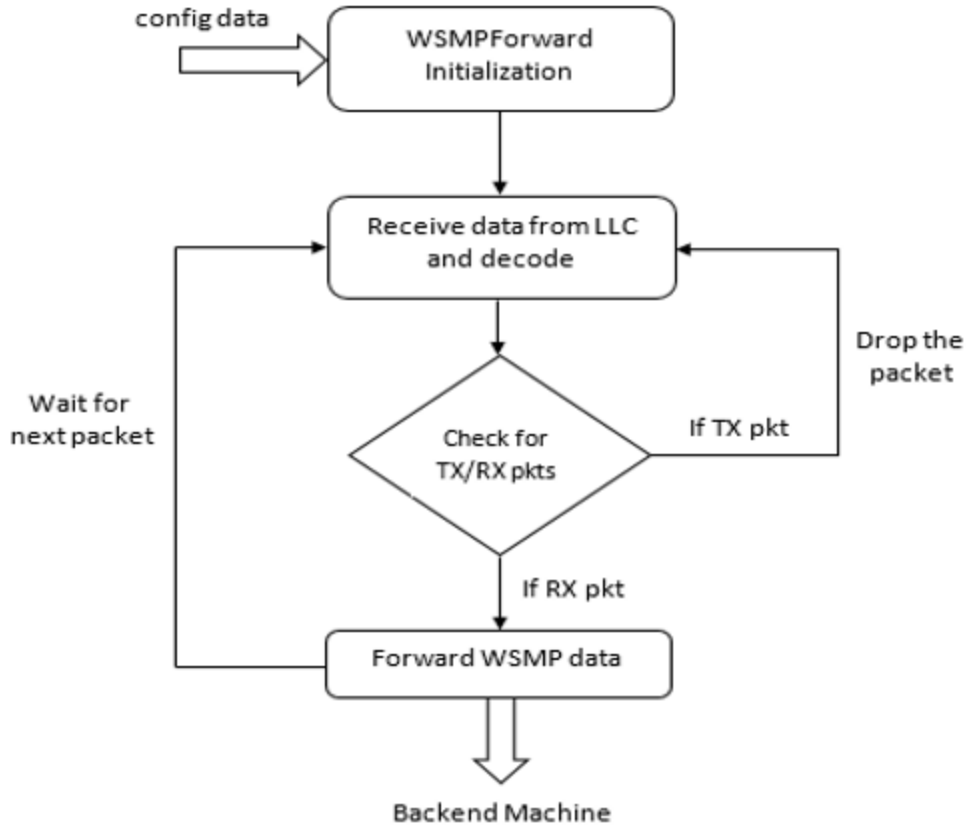 config data
WSMPForward
Initialization
Receive data from LLC
and decode
Drop the
packet
Wait for
next packet
If TX pkt
Check for
TX/RX pkts
If RX pkt
Forward WSMP data
Backend Machine